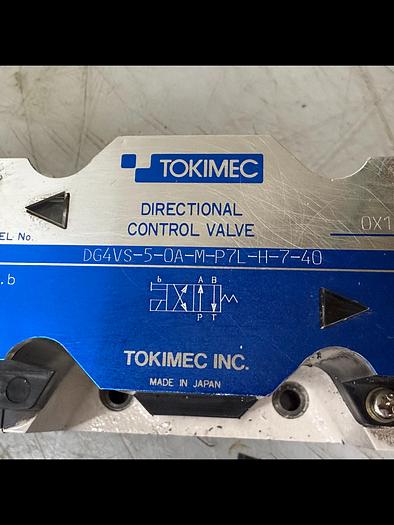 TOKIMEC
DIRECTIONAL
CONTROL VALVE
EL No.
DG4VS-5-0A-M-P7L-H-7-40
.b
b A B
P T
TOKIMEC INC.
MADE IN JAPAN